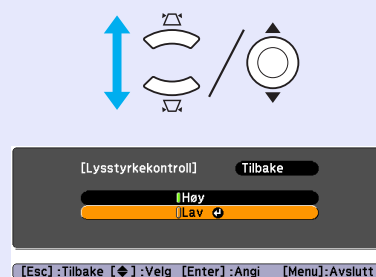 [Lysstyrkekontroll] Tilbake
Høy
Lav
[Esc] :Tilbake [◆] :Velg [Enter] :Angi [Menu]:Avslutt